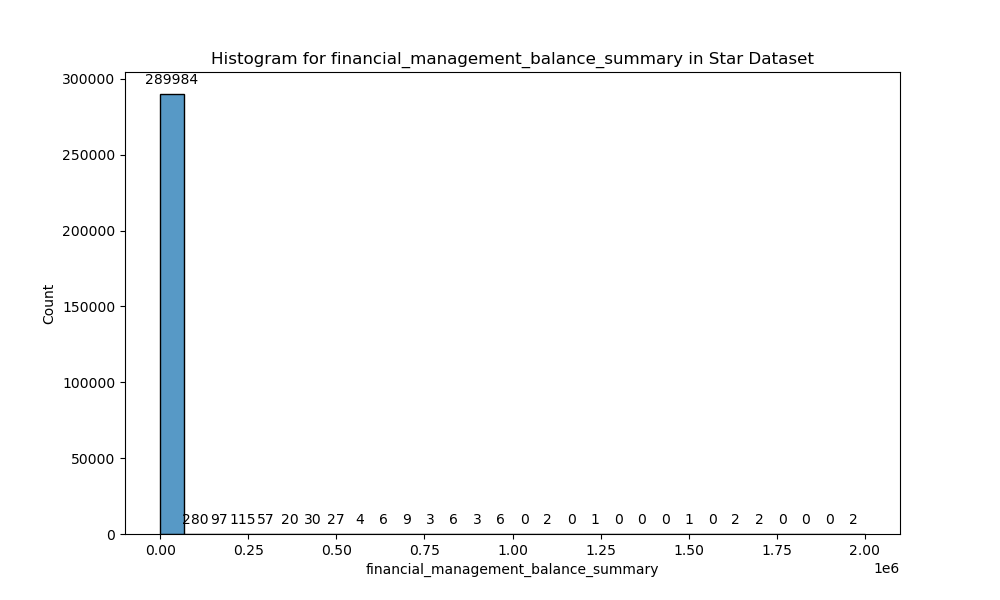 Histogram for financial_management_balance_summary in Star Dataset
289984
300000
250000
200000
150000
100000
50000
0
Count
280 97 115 57 20 30 27 4 6 9 3 6 3 6 0 2 0 1 0 0 0 1 0 2 2 0 0 0 2
0.00 0.25 0.50 0.75 1.00 1.25 1.50 1.75 2.00
1e6
financial_management_balance_summary